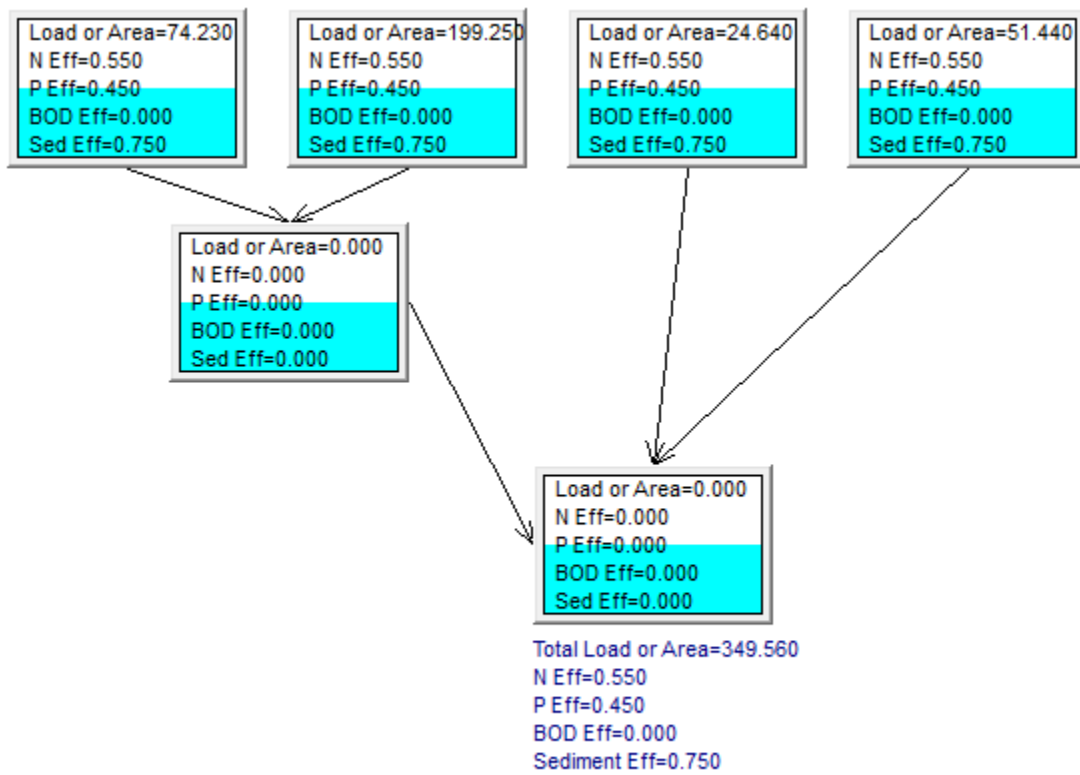 Load or Area=74.230
N Eff=0.550
P Eff=0.450
BOD Eff=0.000
Sed Eff=0.750
Load or Area=199.250
N Eff=0.550
P Eff=0.450
BOD Eff=0.000
Sed Eff=0.750
Load or Area=24.640
N Eff=0.550
P Eff=0.450
BOD Eff=0.000
Sed Eff=0.750
Load or Area=51.440
N Eff=0.550
P Eff=0.450
BOD Eff=0.000
Sed Eff=0.750
Load or Area=0.000
N Eff=0.000
P Eff=0.000
BOD Eff=0.000
Sed Eff=0.000
Load or Area=0.000
N Eff=0.000
P Eff=0.000
BOD Eff=0.000
Sed Eff=0.000
Total Load or Area=349.560
N Eff=0.550
P Eff=0.450
BOD Eff=0.000
Sediment Eff=0.750